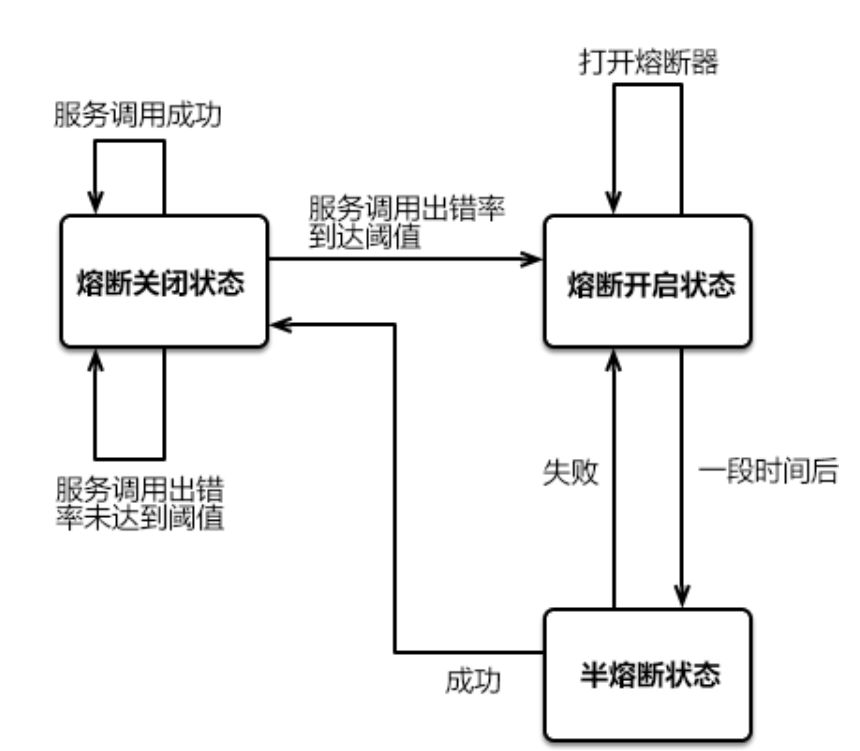 打开熔断器
服务调用成功
服务调用出错率
到达阈值
熔断关闭状态
熔断开启状态
失败
一段时间后
服务调用出错
率未达到阈值
成功
半熔断状态